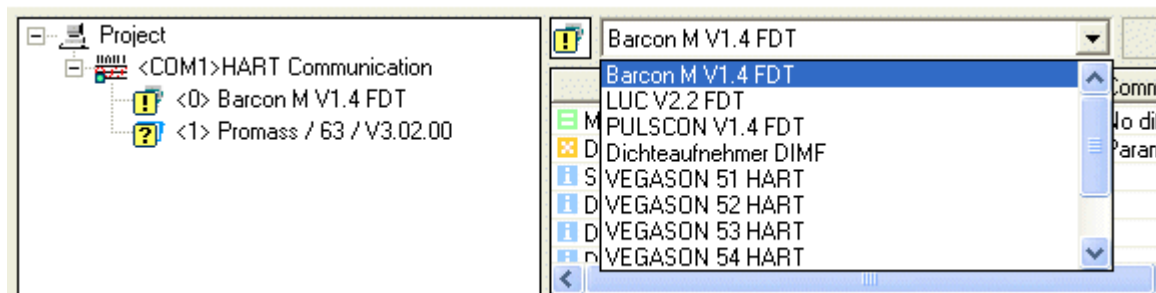 Project
<COM1>HART Communication
<0> Barcon M V1.4 FDT
<1> Promass / 63 / V3.02.00
Barcon M V1.4 FDT
Barcon M V1.4 FDT
LUC V2.2 FDT
PULSCON V1.4 FDT
Dichteaufnehmer DIMF
VEGASON 51 HART
VEGASON 52 HART
VEGASON 53 HART
VEGASON 54 HART
M
D
S
D
D